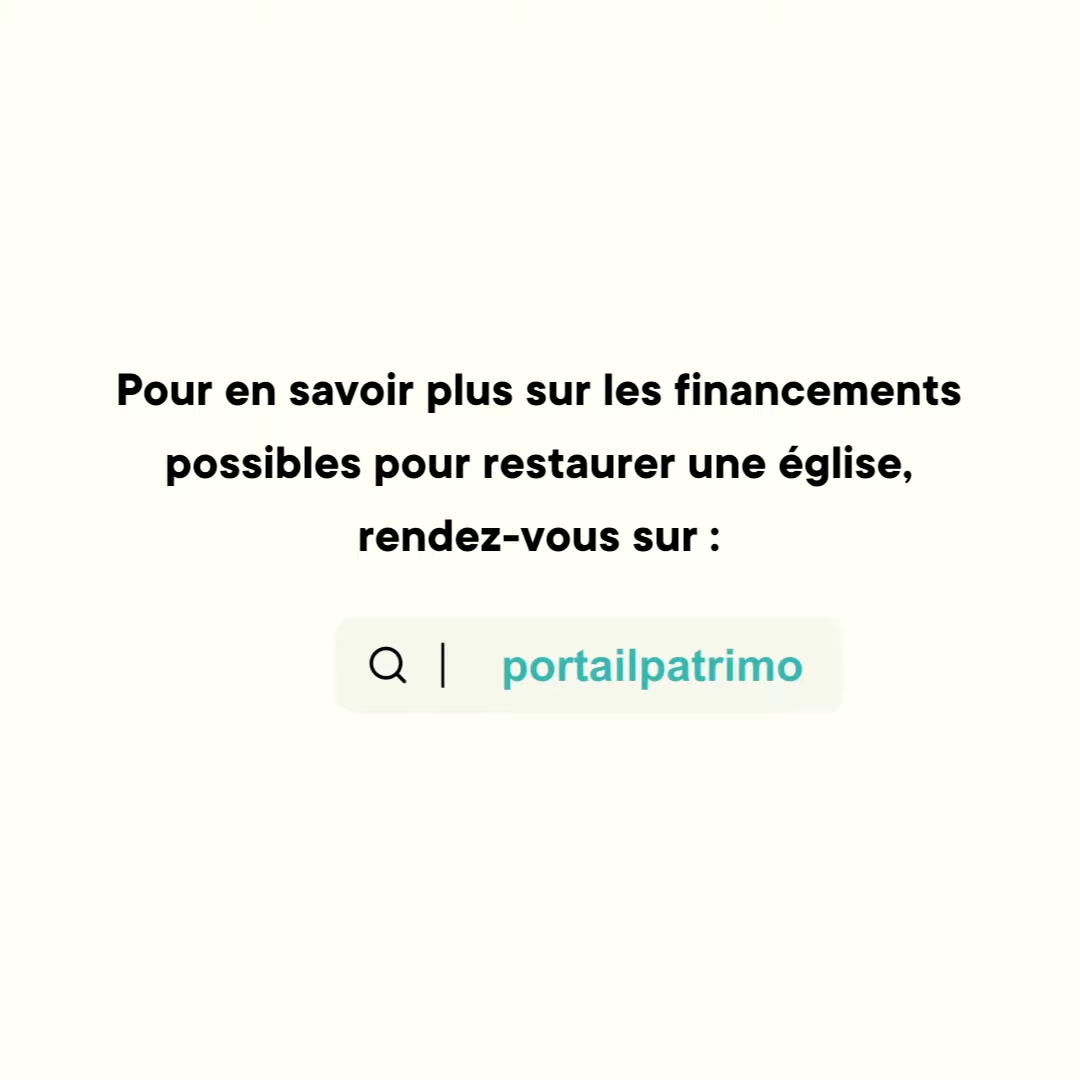 Pour en savoir plus sur les financements
possibles pour restaurer une église,
rendez-vous sur :
portailpatrimo